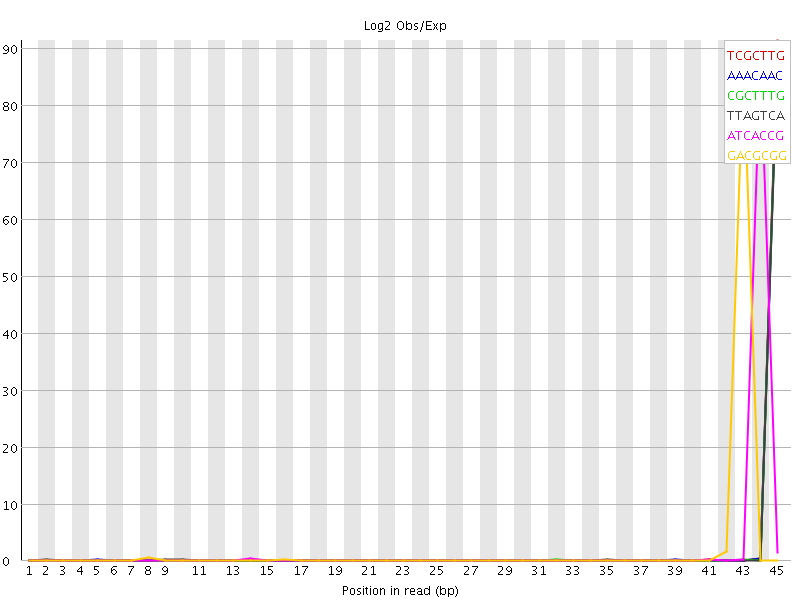 Log2 Obs/Exp
90
80
70
60
50
40
30
20
10
0
TCGCTTG
AAACAAC
CGCTTTG
TTAGTCA
ATCACCG
GACGCGG
1 2 3 4 5 6 7 8 9 11 13 15 17 19 21 23 25 27 29 31 33 35 37 39 41 43 45
Position in read (bp)